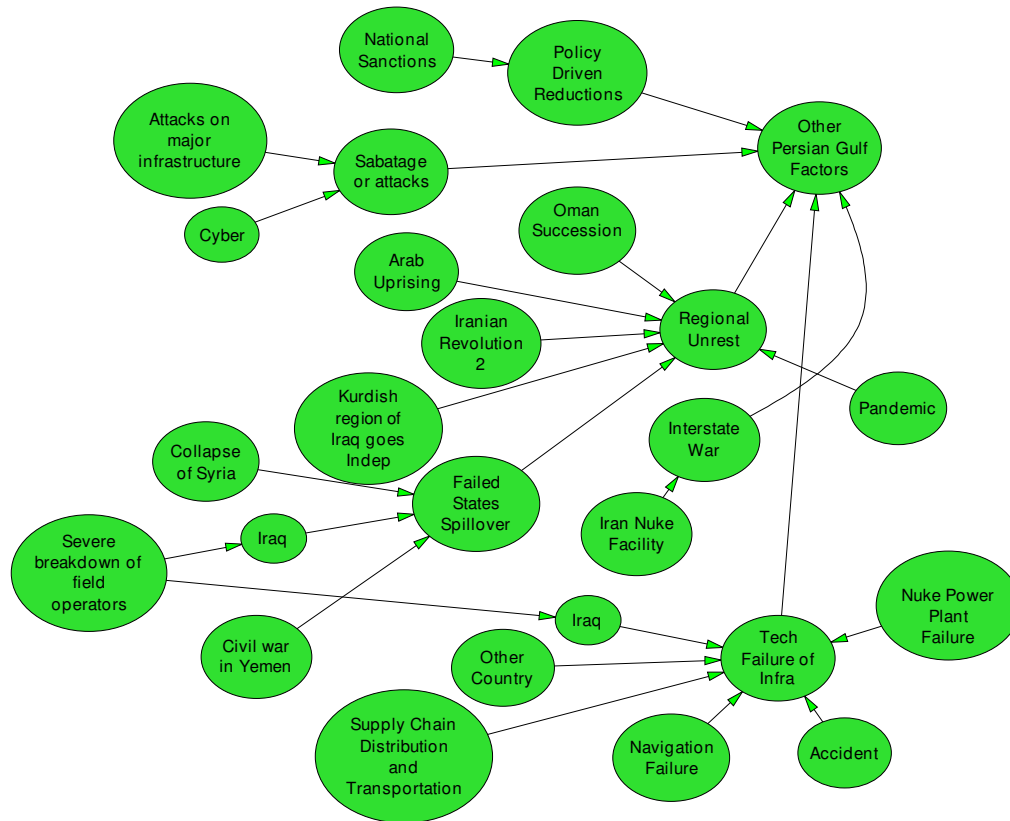 National
Sanctions
Policy
Driven
Reductions
Attacks on
major
infrastructure
Other
Persian Gulf
Factors
Sabatage
or attacks
Cyber
Oman
Succession
Arab
Uprising
Iranian
Revolution
2
Regional
Unrest
Kurdish
region of
Iraq goes
Indep
Pandemic
Interstate
War
Collapse
of Syria
Failed
States
Spillover
Iraq
Iran Nuke
Facility
Severe
breakdown of
field
operators
Nuke Power
Plant
Failure
Iraq
Civil war
in Yemen
Other
Country
Tech
Failure of
Infra
Supply Chain
Distribution
and
Transportation
Navigation
Failure
Accident